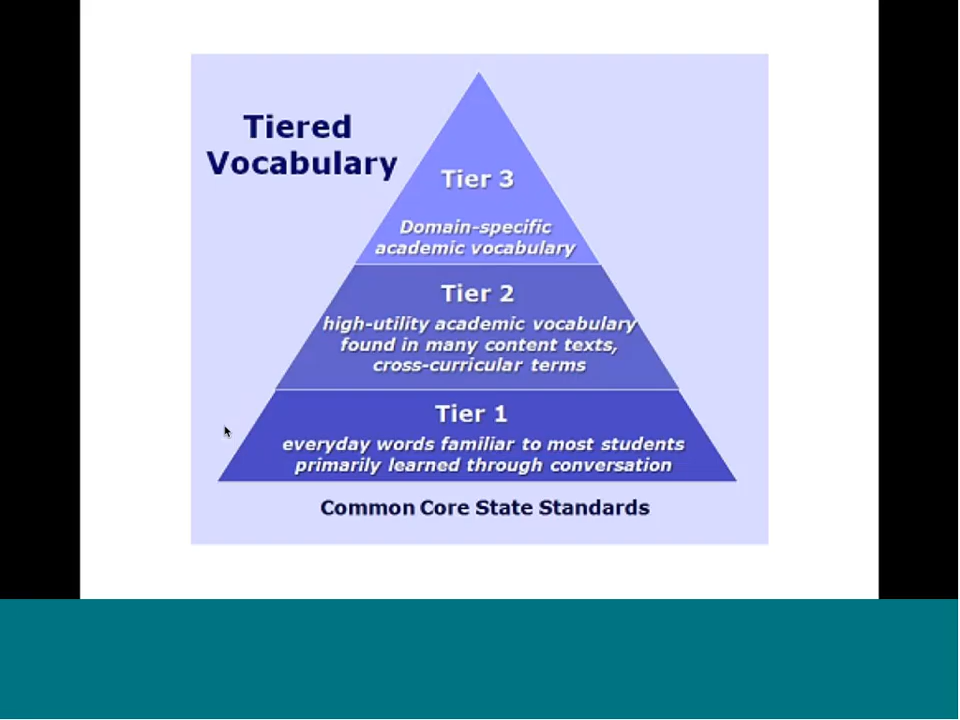 Tiered
Vocabulary
Tier 3
Domain-specific
academic vocabulary
Tier 2
high-utility academic vocabulary
found in many content texts,
cross-curricular terms
Tier 1
everyday words familiar to most students
primarily learned through conversation
Common Core State Standards